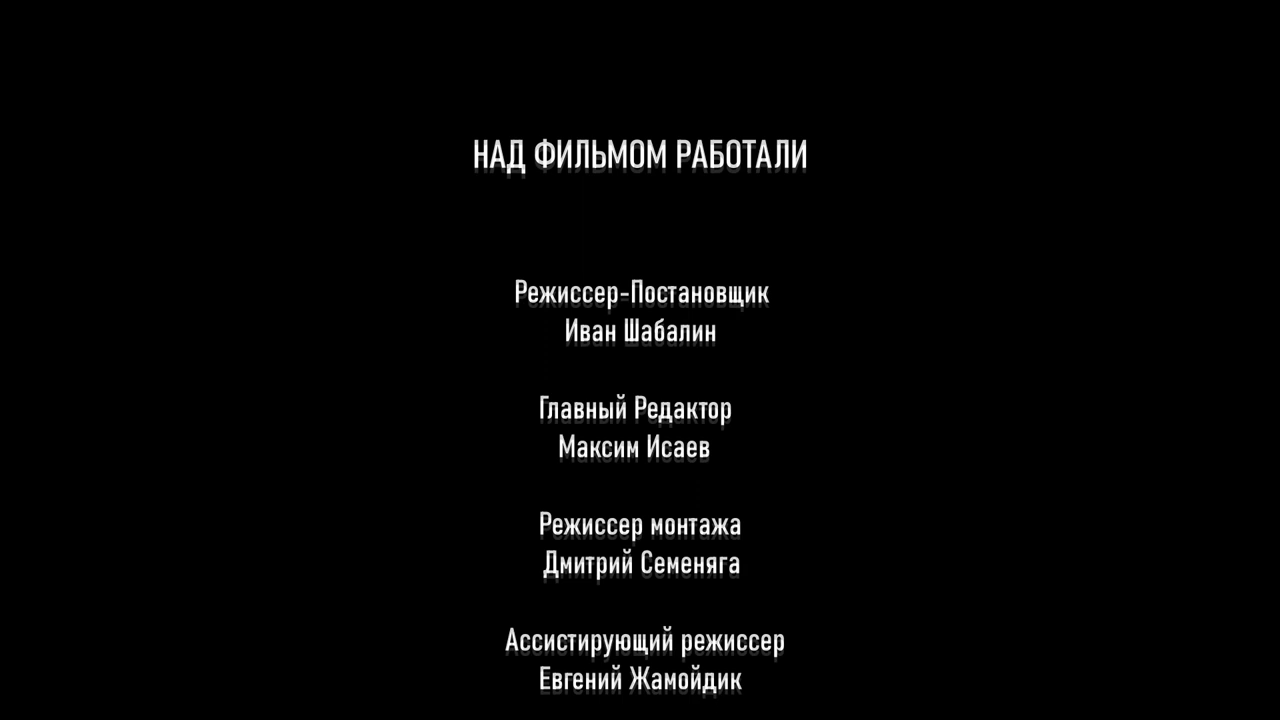 НАД ФИЛЬМОМ РАБОТАЛИ
Режиссер-Постановщик
Иван Шабалин
Главный Редактор
Максим Исаев
Режиссер монтажа
Дмитрий Семеняга
Ассистирующий режиссер
Евгений Жамойдик